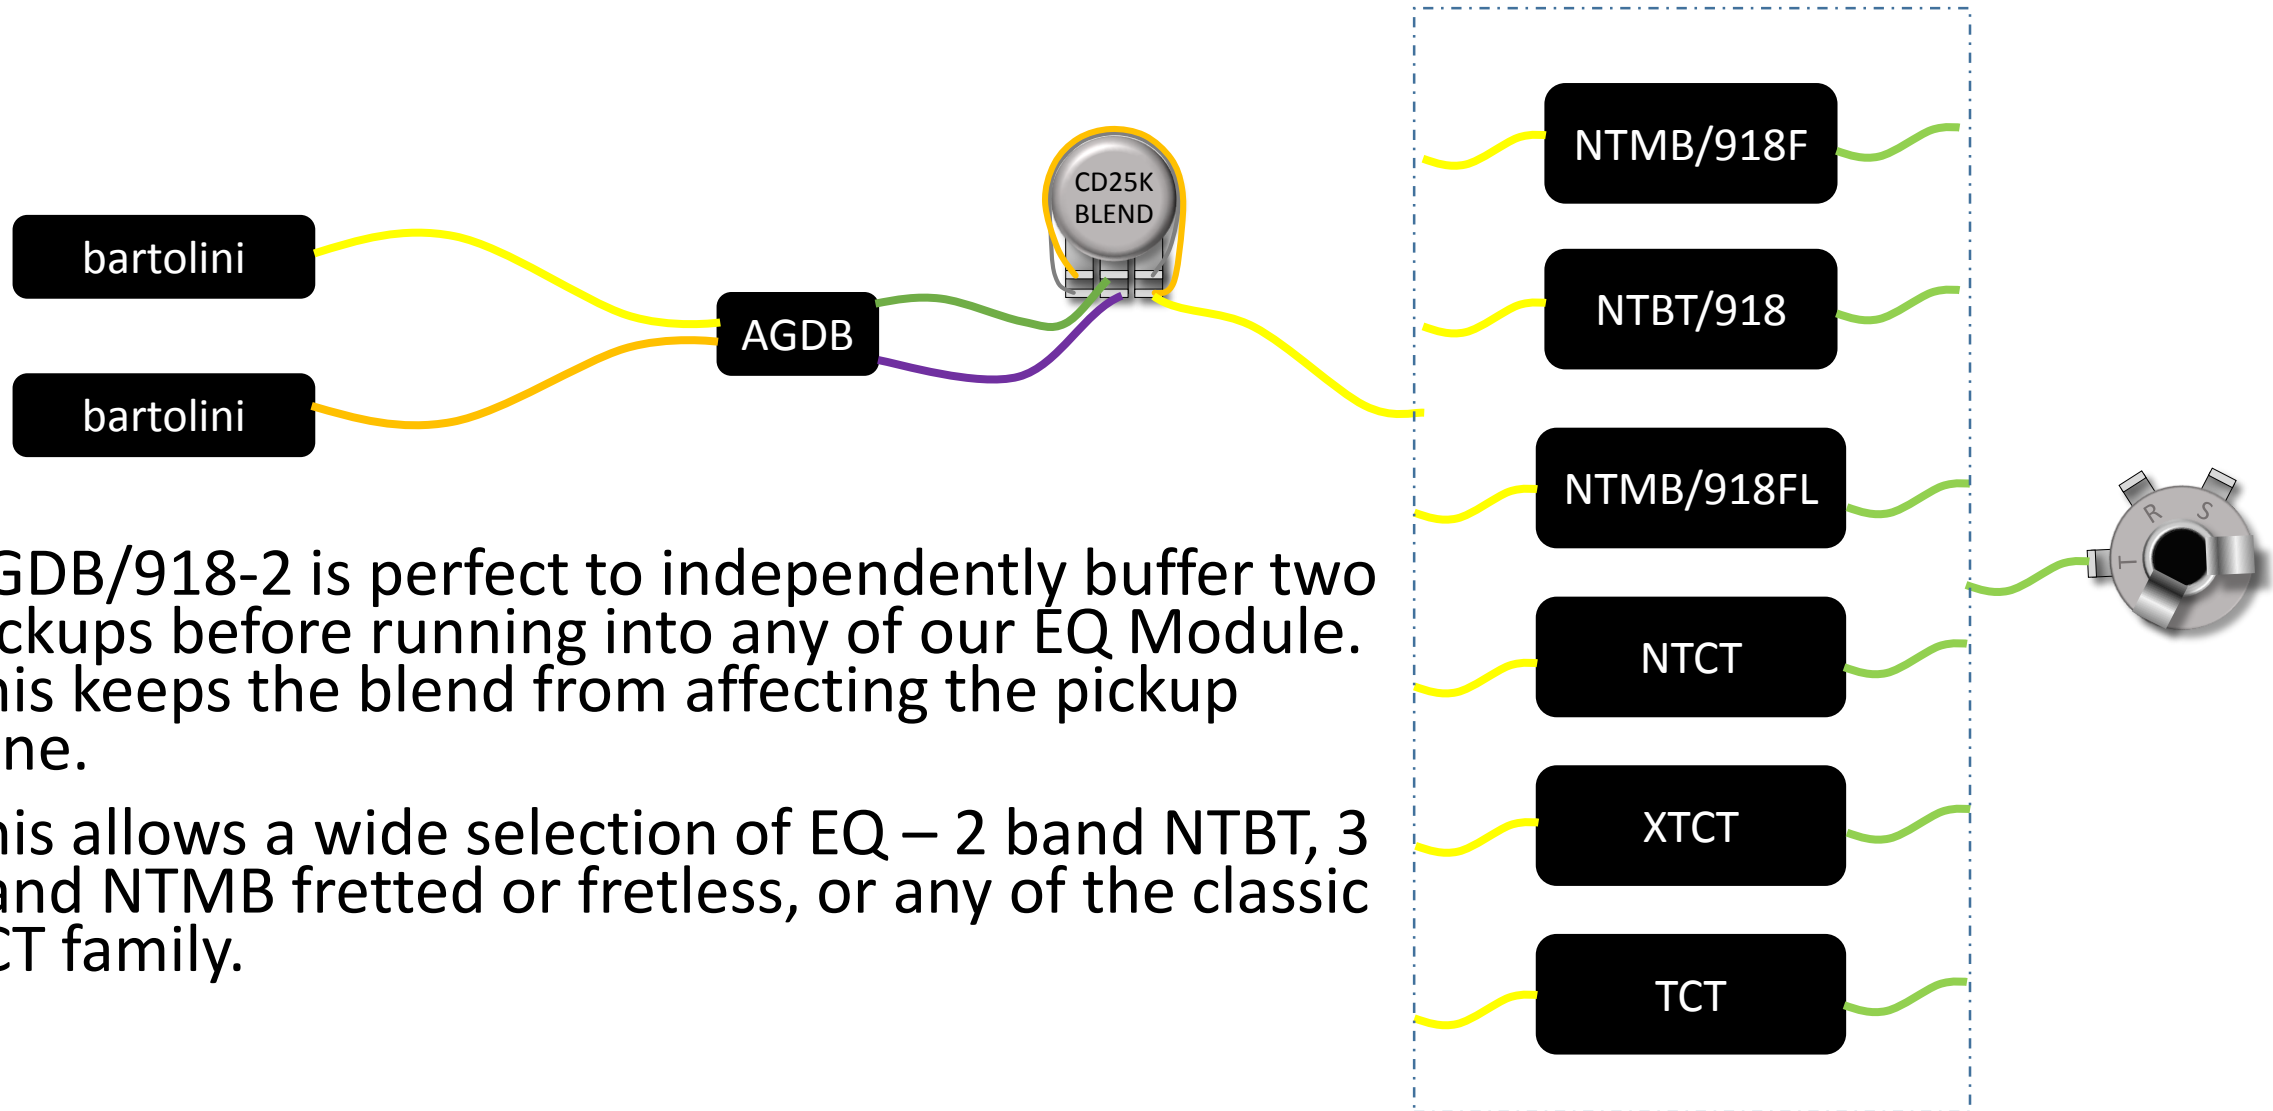 NTMB/918F
CD25K
BLEND
bartolini
NTBT/918
AGDB
bartolini
NTMB/918FL
R S
T
GDB/918-2 is perfect to independently buffer two
ckups before running into any of our EQ Module.
his keeps the blend from affecting the pickup
ne.
NTCT
his allows a wide selection of EQ – 2 band NTBT, 3
and NTMB fretted or fretless, or any of the classic
CT family.
XTCT
TCT